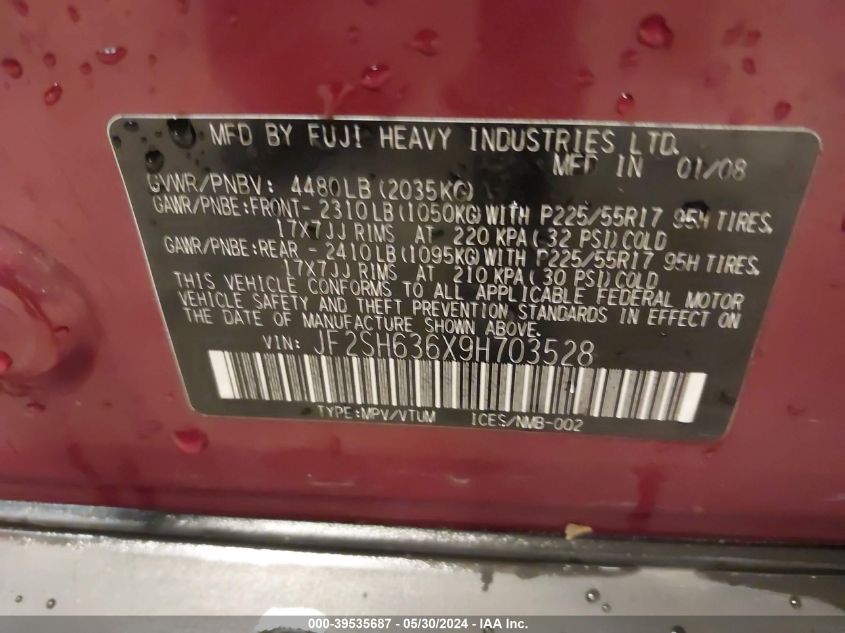 MFD BY FUJI HEAVY INDUSTRIES LTD.
MFD IN 01/08
GVWR/PNBV: 4480LB(2035KG)
GAWR/PNBE:FRONT- 2310LB(1050KG)WITH P225/55R17 95H TIRES,
17X7JJ RIMS AT 220 KPA( 32 PSI)COLD
GAWR/PNBE:REAR - 2410LB(1095KG)WITH P225/55R17 95H TIRES,
17X7JJ RIMS AT 210 KPA( 30 PSI)COLD
THIS VEHICLE CONFORMS TO ALL APPLICABLE FEDERAL MOTOR
VEHICLE SAFETY AND THEFT PREVENTION STANDARDS IN EFFECT ON
THE DATE OF MANUFACTURE SHOWN ABOVE.
VIN: JF2SH636X9H703528
TYPE:MPV/VTUM ICES/NMB-002
000-39535687 - 05/30/2024 - IAA Inc.